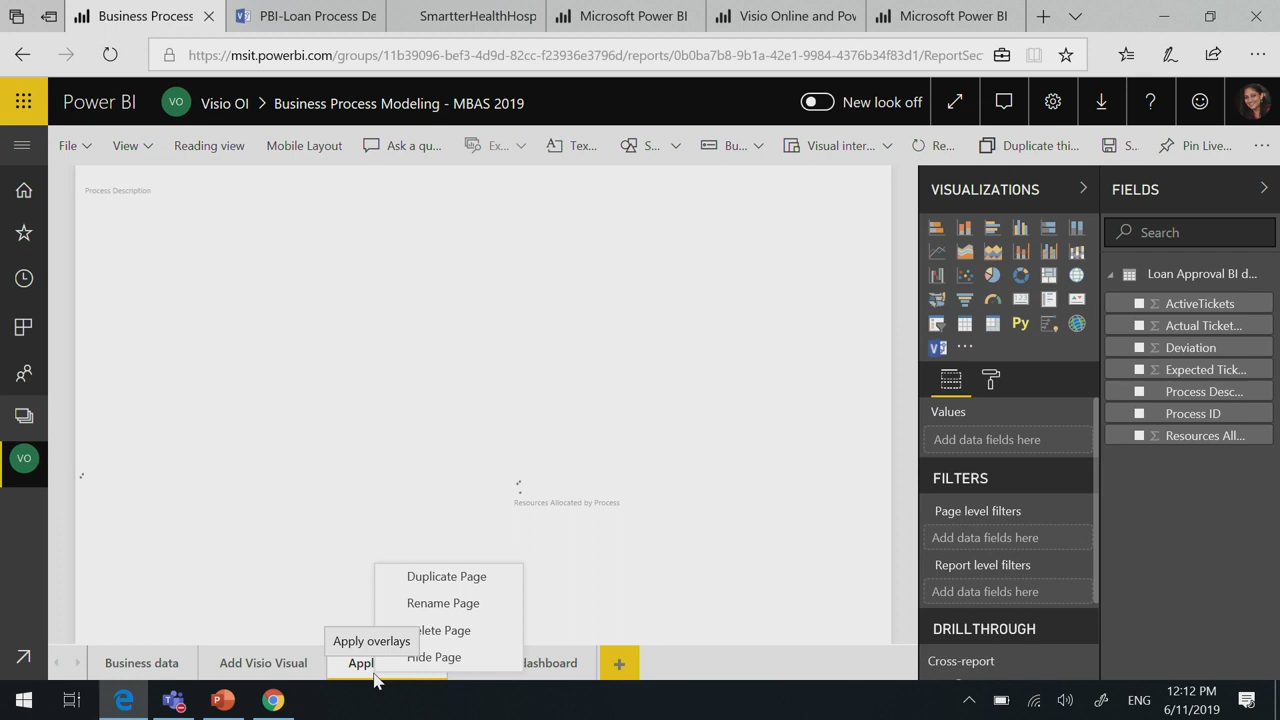 Business Process
PBI-Loan Process De
SmartterHealthHosp
Microsoft Power BI
Visio Online and Pov
Microsoft Power BI
https://msit.powerbi.com/groups/11b39096-bef3-4d9d-82cc-f23936e3796d/reports/0b0ba7b8-9b1a-42e1-9984-4376b34f83d1/ReportSec
Power BI
VO
Visio OI
Business Process Modeling - MBAS 2019
New look off
File
View
Reading view
Mobile Layout
Ask a qu...
Ex...
Tex...
S...
Bu...
Visual inter...
Re...
Duplicate thi...
S...
Pin Live...
Process Description
Resources Allocated by Process
VO
VISUALIZATIONS
Py
Values
Add data fields here
FILTERS
Page level filters
Add data fields here
Report level filters
Add data fields here
DRILLTHROUGH
Cross-report
FIELDS
Search
Loan Approval BI d...
ActiveTickets
Actual Ticket...
Deviation
Expected Tick...
Process Desc...
Process ID
Resources All...
Duplicate Page
Rename Page
elete Page
Hide Page
Apply overlays
Business data
Add Visio Visual
Appl
dashboard
ENG
12:12 PM
6/11/2019